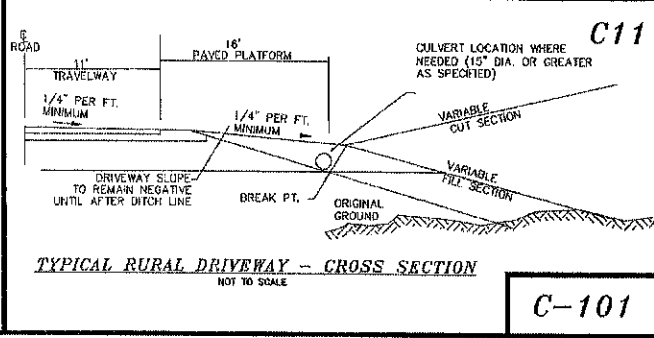 C11
℄
ROAD
11'
TRAVELWAY
16'
PAVED PLATFORM
CULVERT LOCATION WHERE
NEEDED (15" DIA. OR GREATER
AS SPECIFIED)
1/4" PER FT.
MINIMUM
1/4" PER FT.
MINIMUM
VARIABLE
CUT SECTION
DRIVEWAY SLOPE
TO REMAIN NEGATIVE
UNTIL AFTER DITCH LINE
BREAK PT.
VARIABLE
FILL SECTION
ORIGINAL
GROUND
TYPICAL RURAL DRIVEWAY - CROSS SECTION
NOT TO SCALE
C-101